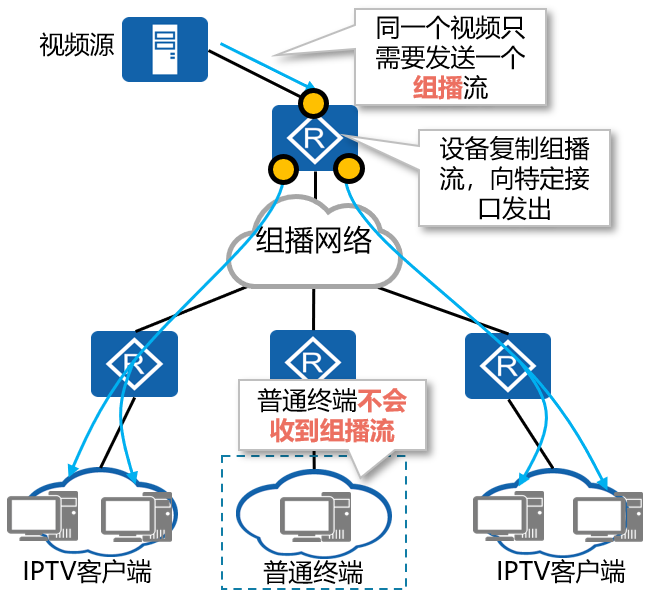 视频源
同一个视频只
需要发送一个
组播流
R
设备复制组播
流，向特定接
口发出
组播网络
R
R
R
普通终端不会
收到组播流
IPTV客户端
普通终端
IPTV客户端